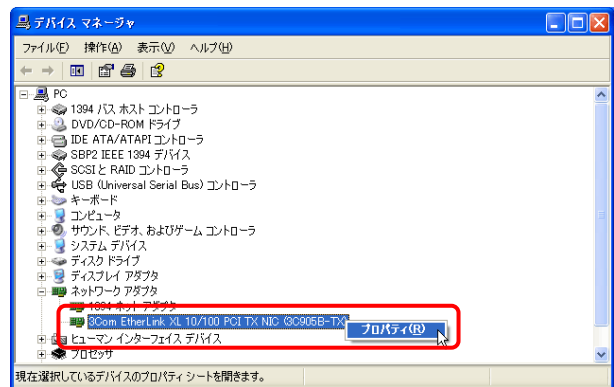 デバイス マネージャ
ファイル(F) 操作(A) 表示(V) ヘルプ(H)
PC
1394 バス ホスト コントローラ
DVD/CD-ROM ドライブ
IDE ATA/ATAPI コントローラ
SBP2 IEEE 1394 デバイス
SCSI と RAID コントローラ
USB (Universal Serial Bus) コントローラ
キーボード
コンピュータ
サウンド、ビデオ、およびゲーム コントローラ
システム デバイス
ディスク ドライブ
ディスプレイ アダプタ
ネットワーク アダプタ
1394 ネット アダプタ
3Com EtherLink XL 10/100 PCI TX NIC (3C905B-TX)
プロパティ(R)
ヒューマン インターフェイス デバイス
プロセッサ
現在選択しているデバイスのプロパティ シートを開きます。